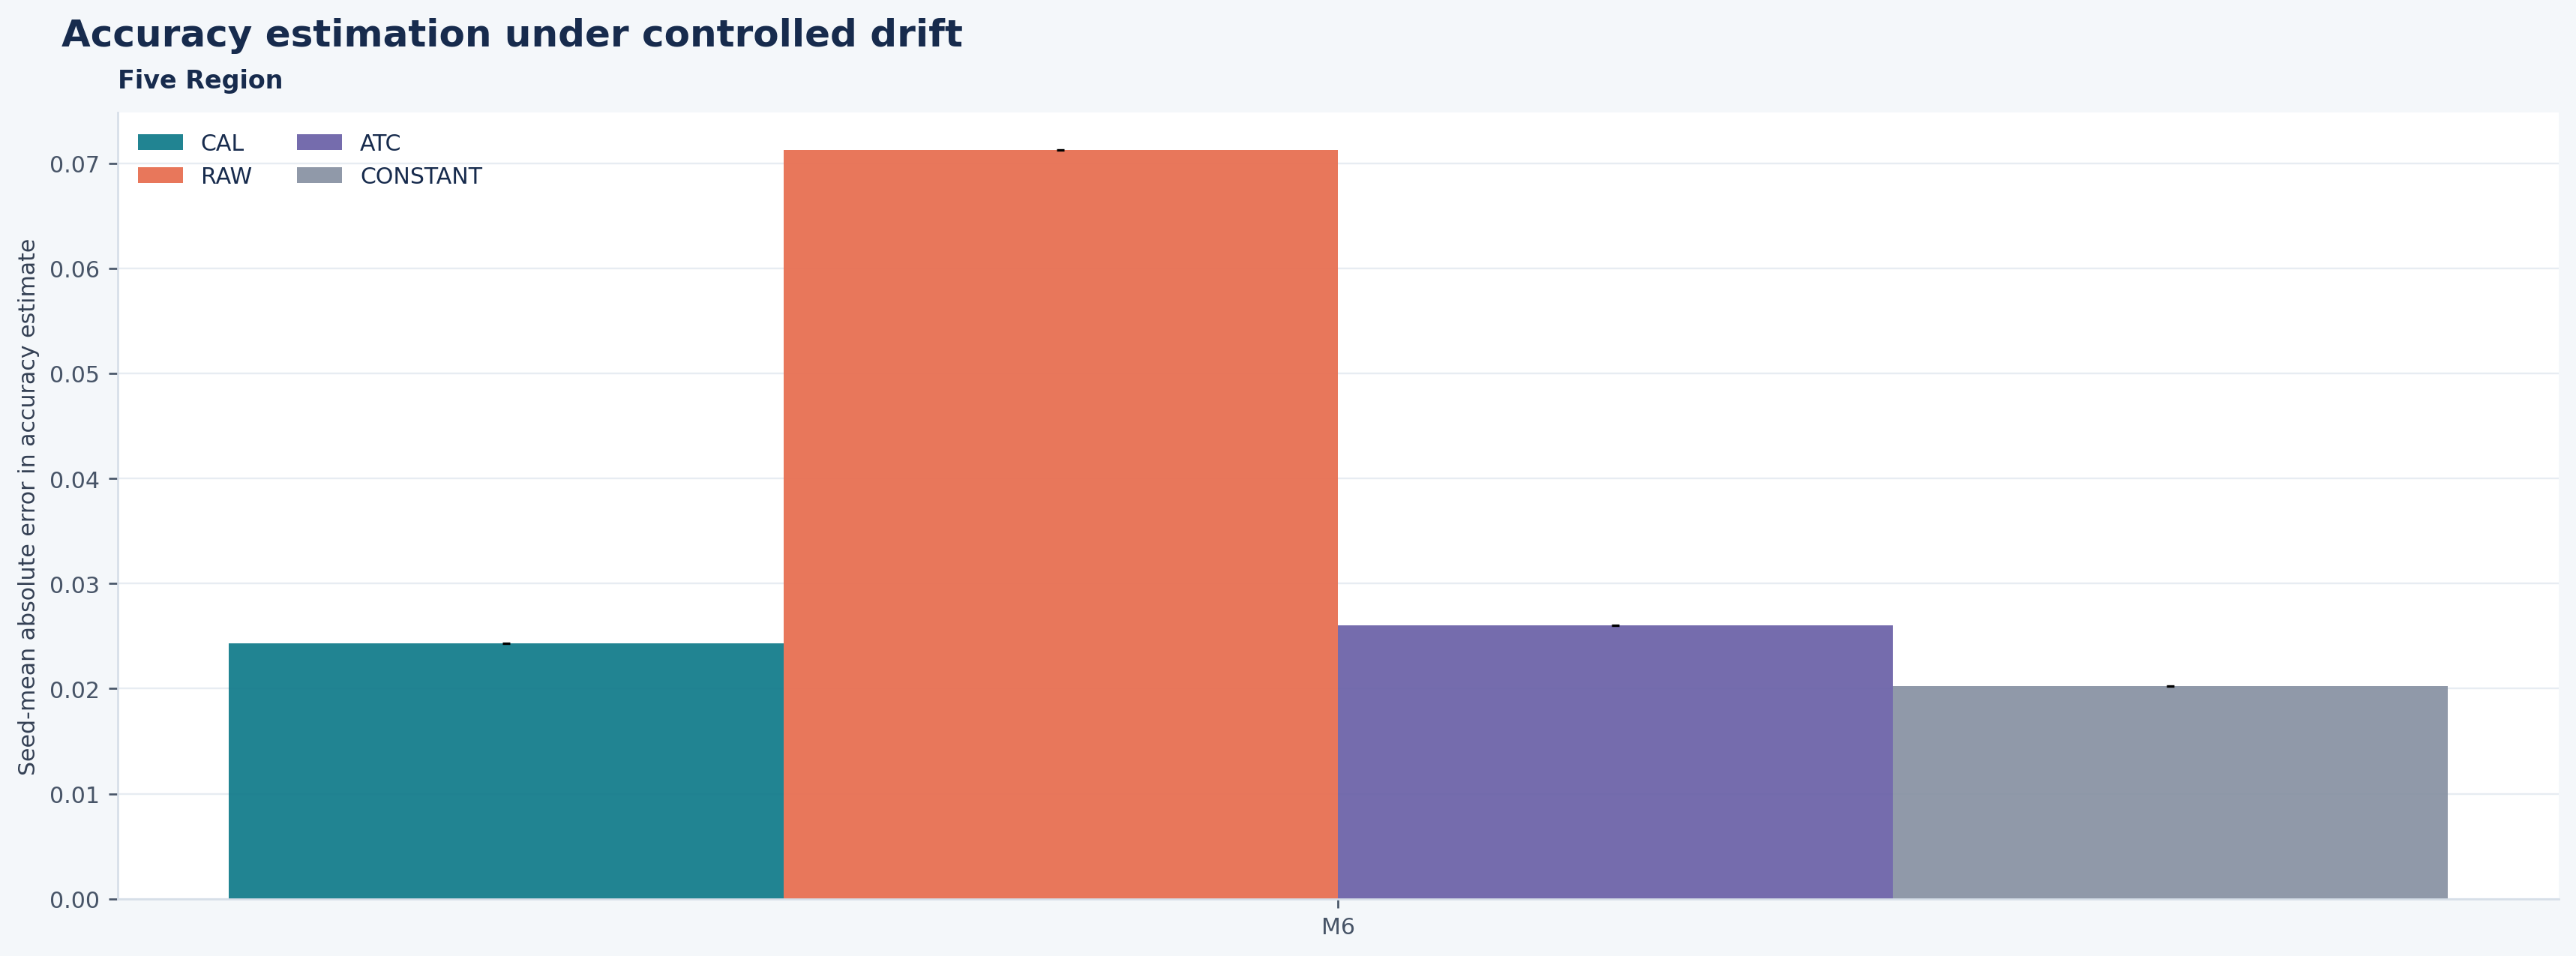 Accuracy estimation under controlled drift
Five Region
CAL
RAW
ATC
CONSTANT
Seed-mean absolute error in accuracy estimate
0.07
0.06
0.05
0.04
0.03
0.02
0.01
0.00
M6